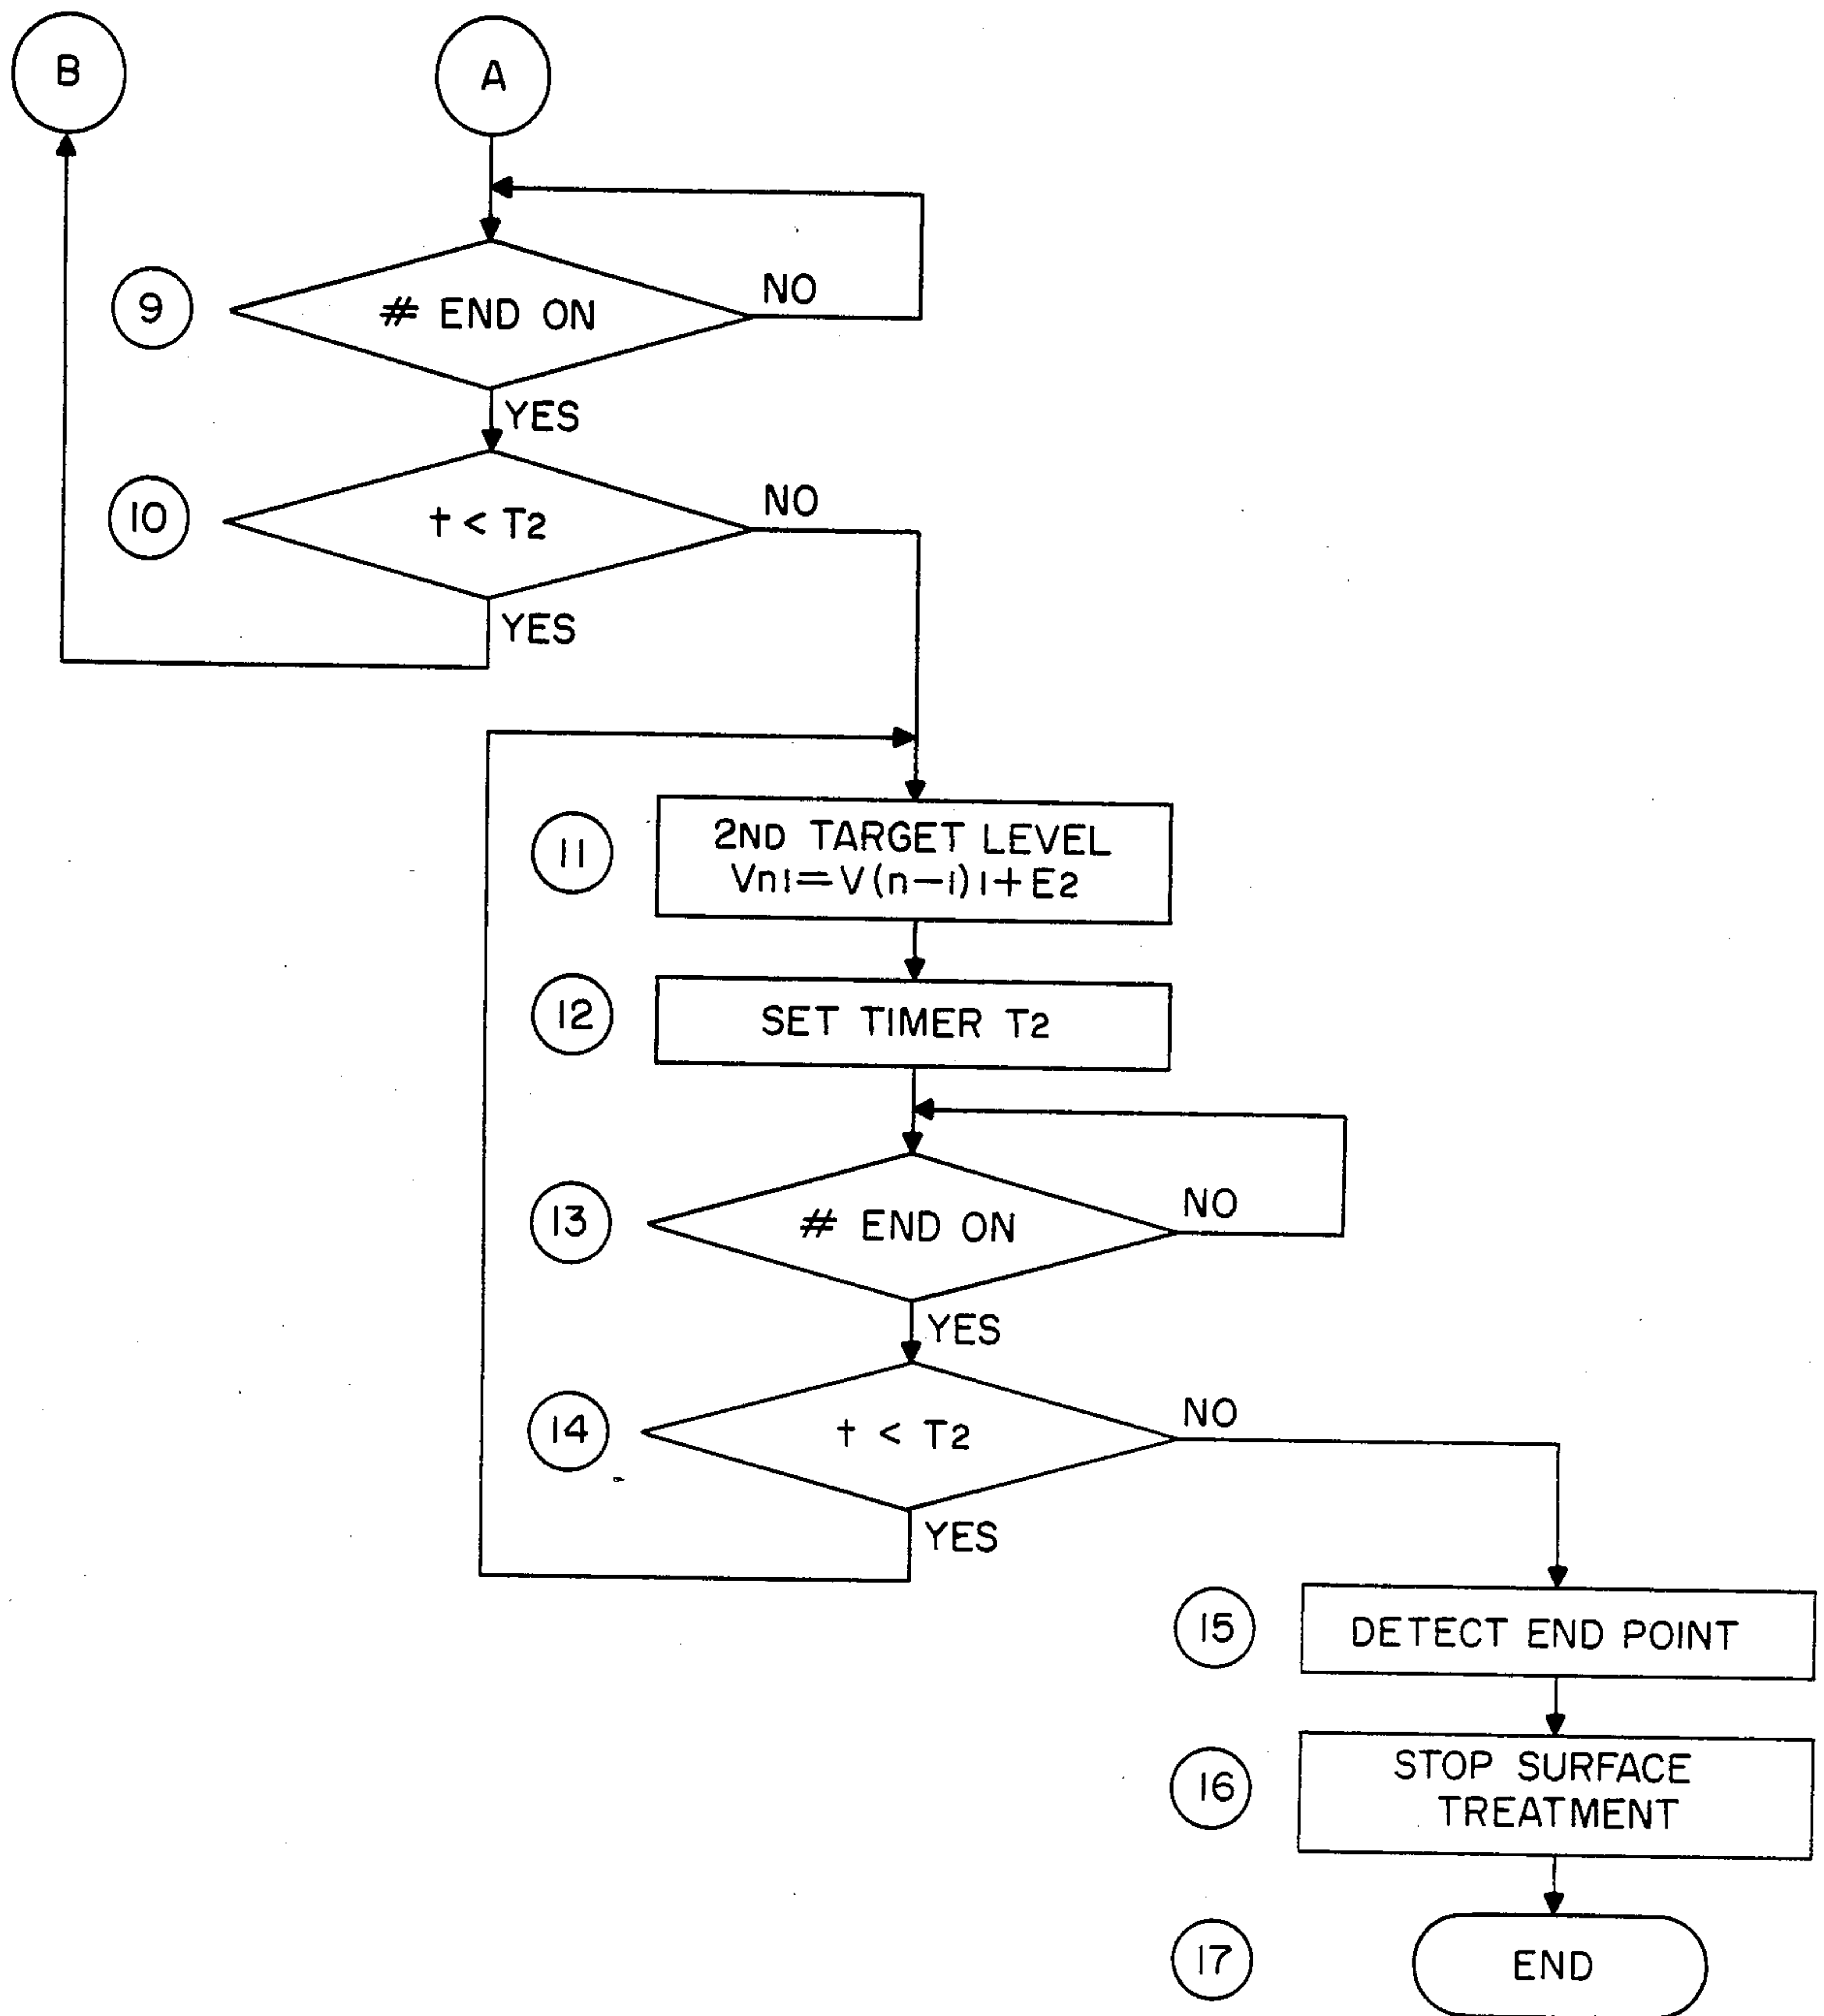 B
A
9
# END ON
NO
YES
10
t < T2
NO
YES
11
2ND TARGET LEVEL
Vn1=V(n-1)1+E2
12
SET TIMER T2
13
# END ON
NO
YES
14
t < T2
NO
YES
15
DETECT END POINT
16
STOP SURFACE
TREATMENT
17
END